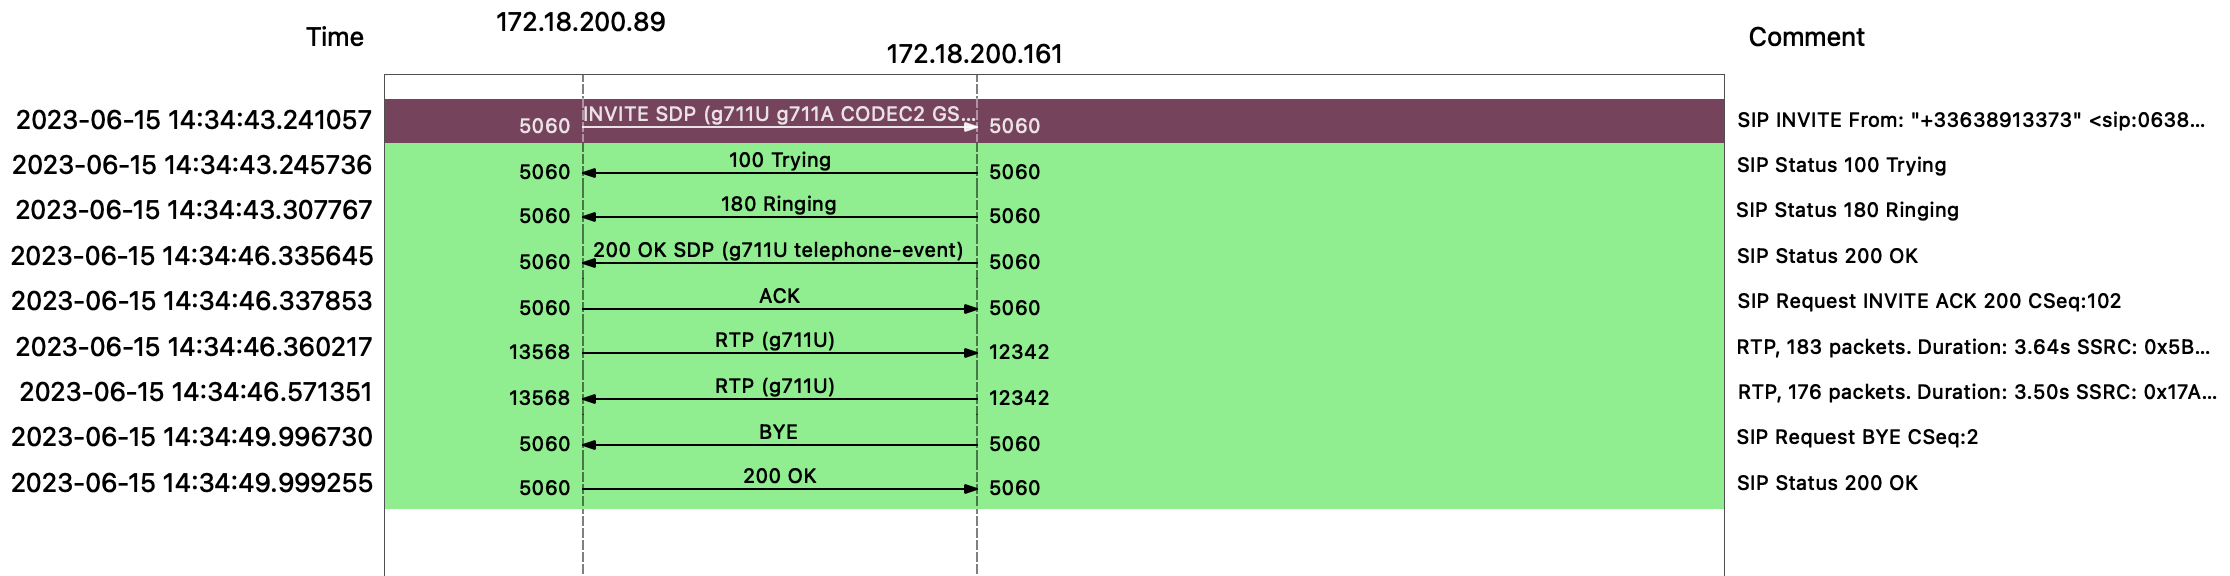 172.18.200.89
Time 172.18.200.161 Comment
2023-06-15 14:34:43.241057 5060 INVITE SDP (g711U g711A CODEC2 GS... 5060 SIP INVITE From: "+33638913373" <sip:0638...
2023-06-15 14:34:43.245736 5060 100 Trying 5060 SIP Status 100 Trying
2023-06-15 14:34:43.307767 5060 180 Ringing 5060 SIP Status 180 Ringing
2023-06-15 14:34:46.335645 5060 200 OK SDP (g711U telephone-event) 5060 SIP Status 200 OK
2023-06-15 14:34:46.337853 5060 ACK 5060 SIP Request INVITE ACK 200 CSeq:102
2023-06-15 14:34:46.360217 13568 RTP (g711U) 12342 RTP, 183 packets. Duration: 3.64s SSRC: 0x5B...
2023-06-15 14:34:46.571351 13568 RTP (g711U) 12342 RTP, 176 packets. Duration: 3.50s SSRC: 0x17A...
2023-06-15 14:34:49.996730 5060 BYE 5060 SIP Request BYE CSeq:2
2023-06-15 14:34:49.999255 5060 200 OK 5060 SIP Status 200 OK